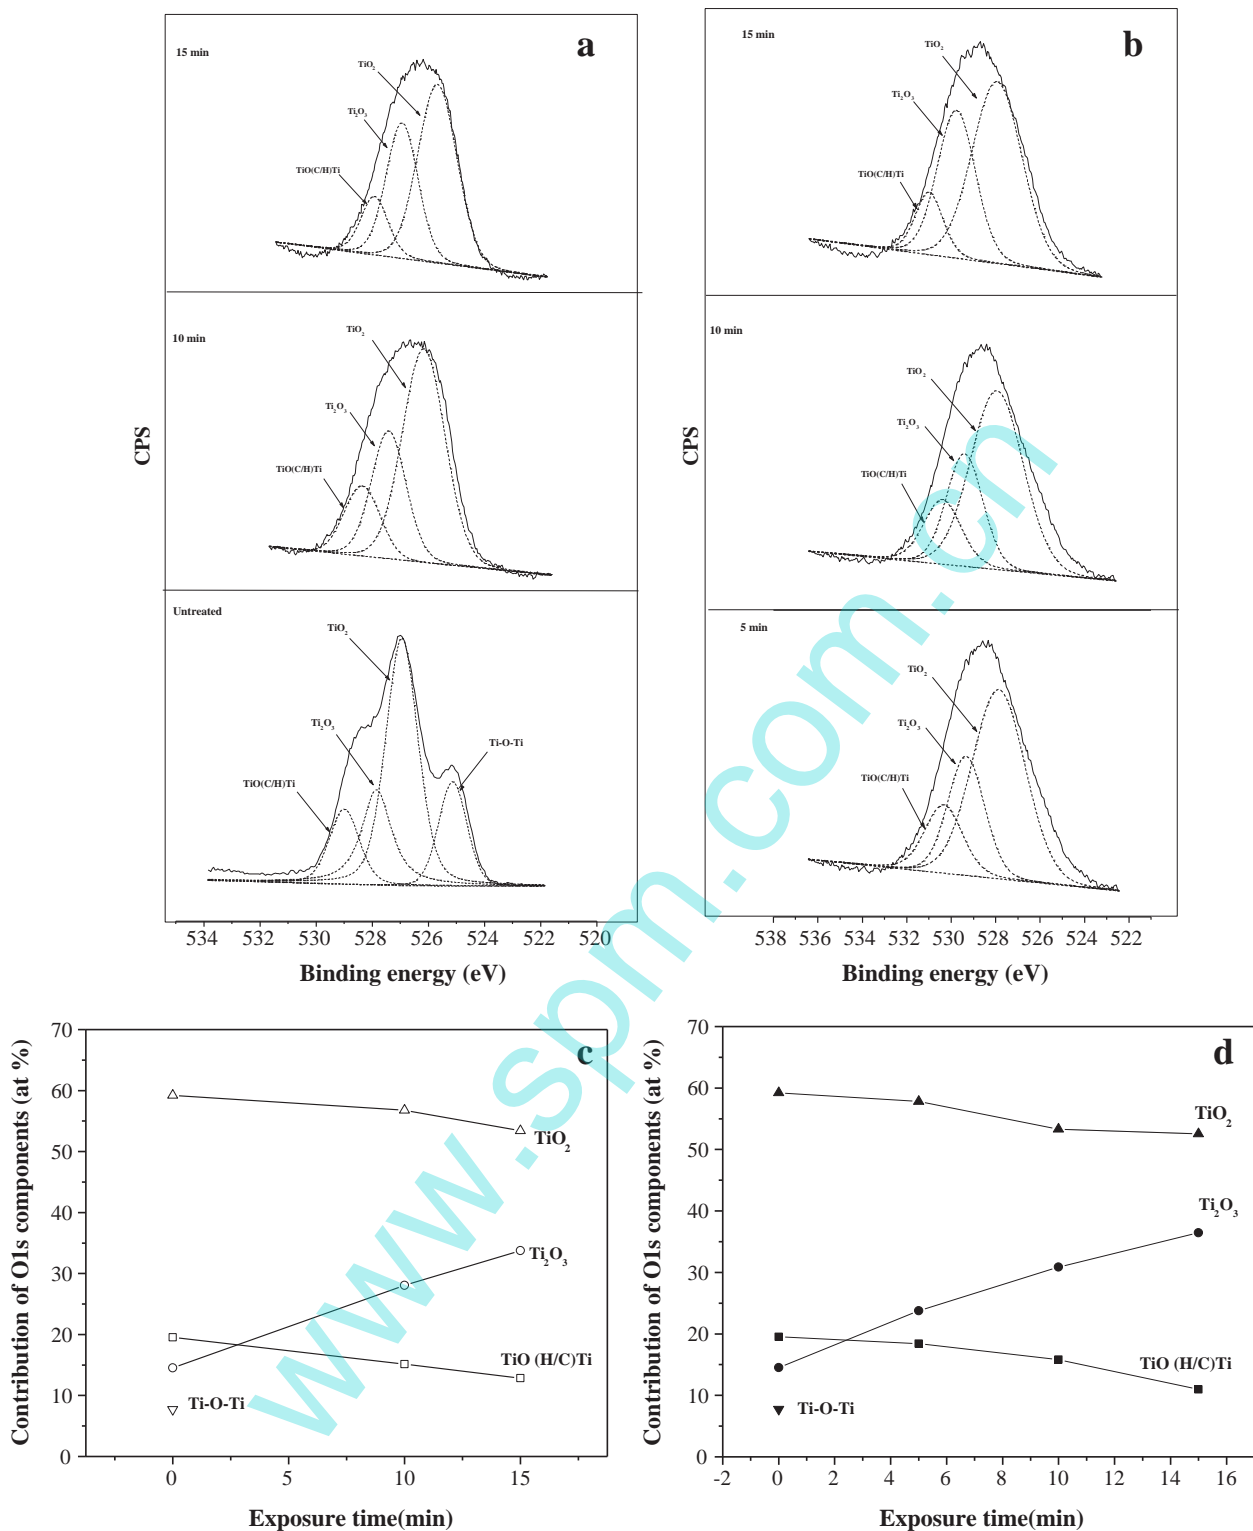 a
15 min
TiO2
Ti2O3
TiO(C/H)Ti
10 min
TiO2
Ti2O3
TiO(C/H)Ti
Untreated
TiO2
Ti2O3
Ti-O-Ti
TiO(C/H)Ti
CPS
534 532 530 528 526 524 522 520
Binding energy (eV)
b
15 min
TiO2
Ti2O3
TiO(C/H)Ti
10 min
TiO2
Ti2O3
TiO(C/H)Ti
5 min
TiO2
Ti2O3
TiO(C/H)Ti
CPS
538 536 534 532 530 528 526 524 522
Binding energy (eV)
c
Contribution of O1s components (at %)
70
60
50
40
30
20
10
0
TiO2
Ti2O3
TiO (H/C)Ti
Ti-O-Ti
0 5 10 15
Exposure time(min)
d
Contribution of O1s components (at %)
70
60
50
40
30
20
10
0
TiO2
Ti2O3
TiO (H/C)Ti
Ti-O-Ti
-2 0 2 4 6 8 10 12 14 16
Exposure time(min)
www.spm.com.cn